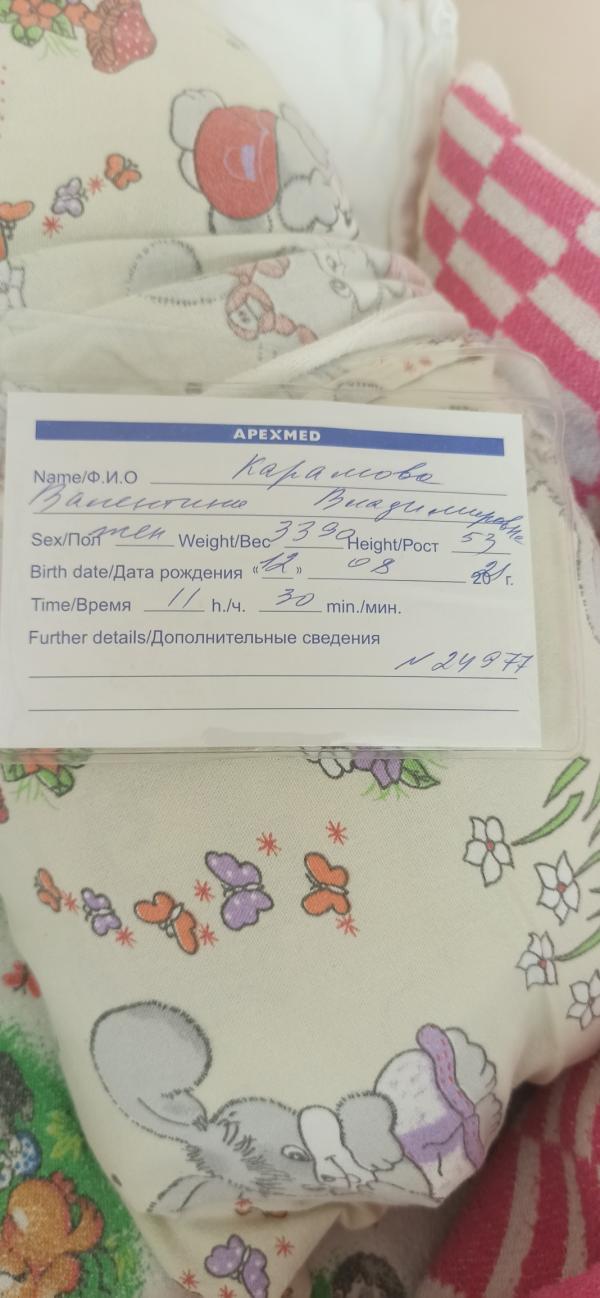 APEXMED
Name/Ф.И.О Карамова
Валентина Владимировна
Sex/Пол жен Weight/Вес 3390 Height/Рост 53
Birth date/Дата рождения «12» 08 2021 г.
Time/Время 11 h./ч. 30 min./мин.
Further details/Дополнительные сведения
N 24977